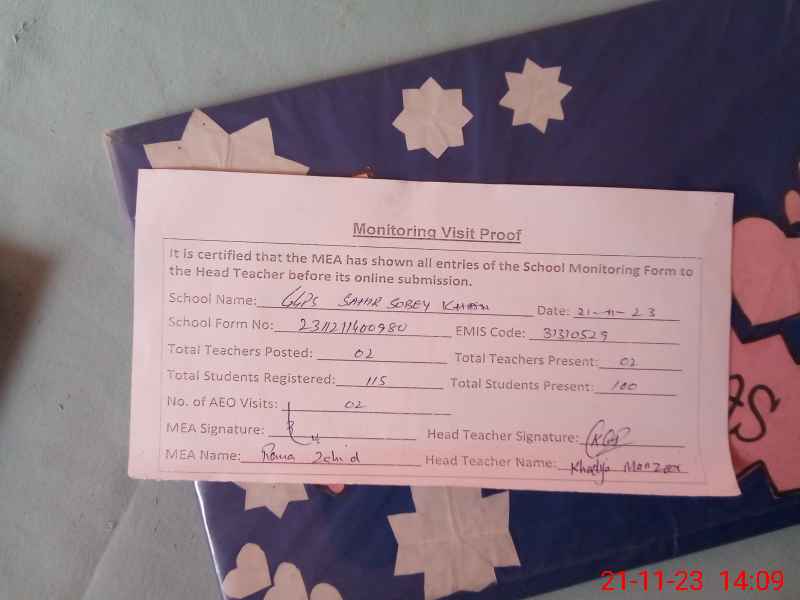 Monitoring Visit Proof
It is certified that the MEA has shown all entries of the School Monitoring Form to
the Head Teacher before its online submission.
School Name: GGPS SAHIR SOBEY KHAN Date: 21-11-23
School Form No: 231121400980 EMIS Code: 31310529
Total Teachers Posted: 02 Total Teachers Present: 02
Total Students Registered: 115 Total Students Present: 100
No. of AEO Visits: 02
MEA Signature: Head Teacher Signature:
MEA Name: Head Teacher Name: Khadija Manzoor
21-11-23 14:09